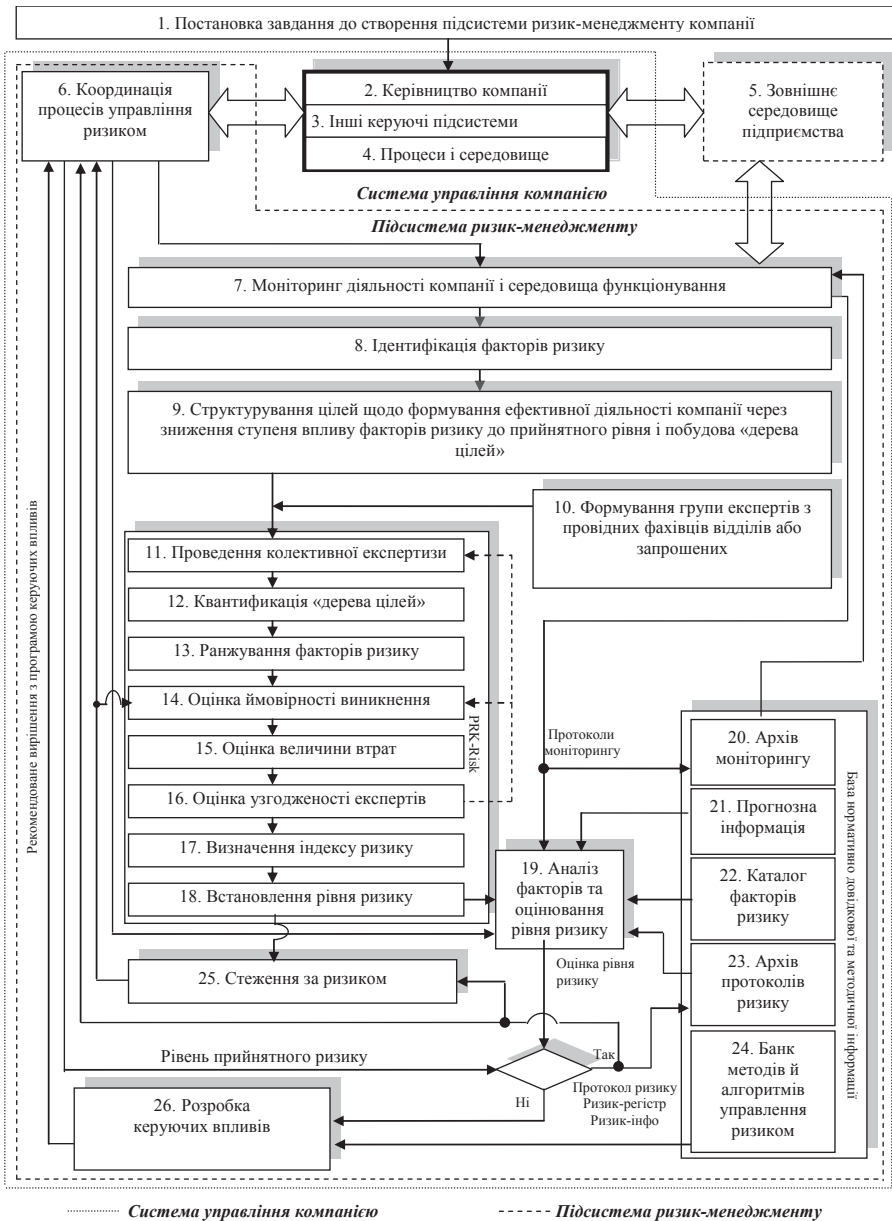 1. Постановка завдання до створення підсистеми ризик-менеджменту компанії
6. Координація
процесів управління
ризиком
2. Керівництво компанії
3. Інші керуючі підсистеми
4. Процеси і середовище
5. Зовнішнє
середовище
підприємства
Система управління компанією
Підсистема ризик-менеджменту
7. Моніторинг діяльності компанії і середовища функціонування
8. Ідентифікація факторів ризику
9. Структурування цілей щодо формування ефективної діяльності компанії через
зниження ступеня впливу факторів ризику до прийнятного рівня і побудова «дерева
цілей»
10. Формування групи експертів з
провідних фахівців відділів або
запрошених
11. Проведення колективної експертизи
12. Квантификація «дерева цілей»
13. Ранжування факторів ризику
14. Оцінка ймовірності виникнення
15. Оцінка величини втрат
16. Оцінка узгодженості експертів
17. Визначення індексу ризику
18. Встановлення рівня ризику
PRK-Risk
Рекомендоване вирішення з програмою керуючих впливів
Протоколи
моніторингу
19. Аналіз
факторів та
оцінювання
рівня ризику
20. Архів
моніторингу
21. Прогнозна
інформація
22. Каталог
факторів
ризику
23. Архів
протоколів
ризику
24. Банк
методів й
алгоритмів
управління
ризиком
База нормативно довідкової та методичної інформації
25. Стеження за ризиком
Оцінка рівня
ризику
Рівень прийнятного ризику
Так
Ні
Протокол ризику
Ризик-регістр
Ризик-інфо
26. Розробка
керуючих впливів
Система управління компанією
Підсистема ризик-менеджменту